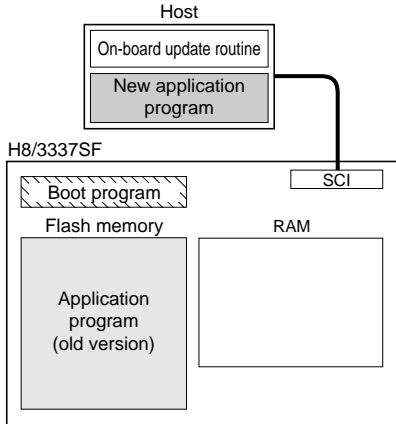 Host
On-board update routine
New application
program
H8/3337SF
SCI
Boot program
Flash memory
RAM
Application
program
(old version)